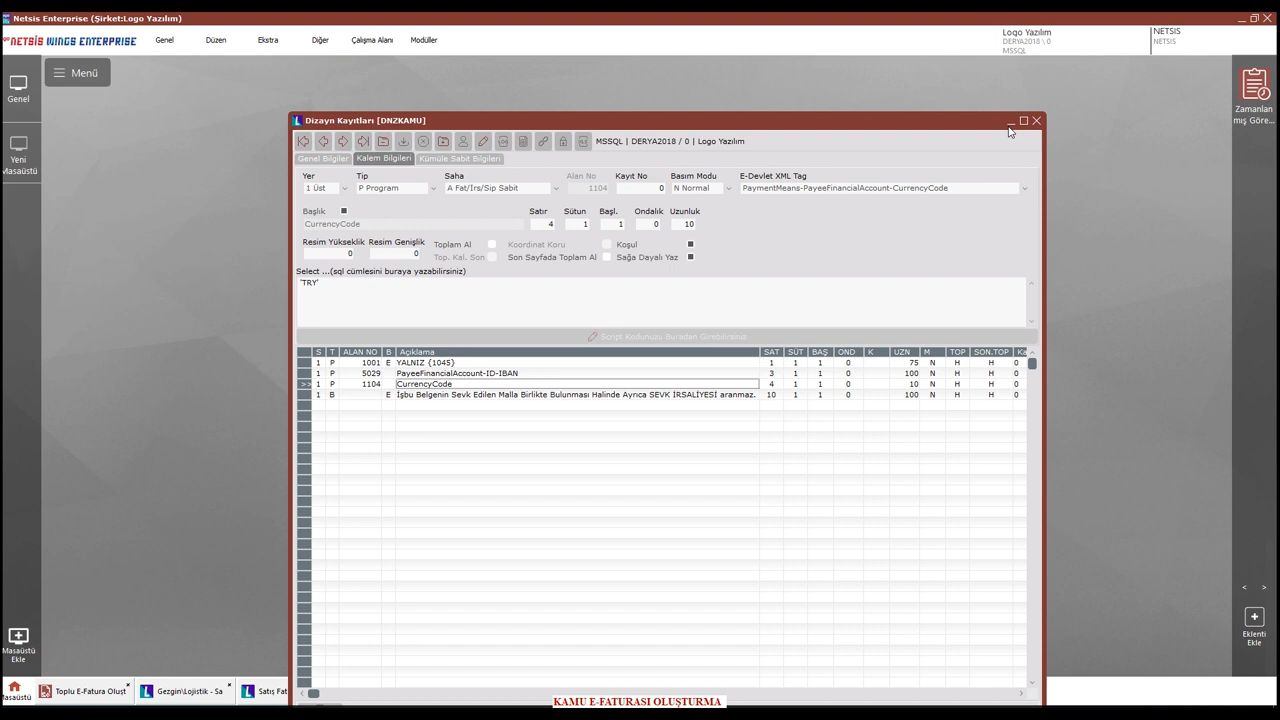 Netsis Enterprise (Şirket:Logo Yazılım)
NETSIS WINGS ENTERPRISE
Genel
Düzen
Ekstra
Diğer
Çalışma Alanı
Modüller
Logo Yazılım
DERYA2018 \ 0
MSSQL
NETSIS
NETSIS
Menü
Genel
Yeni
Masaüstü
Zamanlan
mış Göre...
Dizayn Kayıtları [DNZKAMU]
MSSQL | DERYA2018 / 0 | Logo Yazılım
Genel Bilgiler
Kalem Bilgileri
Kümüle Sabit Bilgileri
Yer
Tip
Saha
Alan No
Kayıt No
Basım Modu
E-Devlet XML Tag
1 Üst
P Program
A Fat/İrs/Sip Sabit
1104
0
N Normal
PaymentMeans-PayeeFinancialAccount-CurrencyCode
Başlık
Satır
Sütun
Başl.
Ondalık
Uzunluk
CurrencyCode
4
1
1
0
10
Resim Yükseklik
Resim Genişlik
Toplam Al
Koordinat Koru
Koşul
0
0
Top. Kal. Son
Son Sayfada Toplam Al
Sağa Dayalı Yaz
Select ...(sql cümlesini buraya yazabilirsiniz)
'TRY'
Script Kodunuzu Buradan Girebilirsiniz
S T ALAN NO B Açıklama SAT SÜT BAŞ OND K UZN M TOP SON.TOP Ka
1 P 1001 E YALNIZ {1045} 1 1 1 0 75 N H H 0
1 P 5029 PayeeFinancialAccount-ID-IBAN 3 1 1 0 100 N H H 0
>> 1 P 1104 CurrencyCode 4 1 1 0 10 N H H 0
1 B E İşbu Belgenin Sevk Edilen Malla Birlikte Bulunması Halinde Ayrıca SEVK İRSALİYESİ aranmaz. 10 1 1 0 100 N H H 0
Masaüstü
Ekle
< >
Eklenti
Ekle
Masaüstü
Toplu E-Fatura Oluşt
Gezgin\Lojistik - Sa
Satış Fat
KAMU E-FATURASI OLUŞTURMA